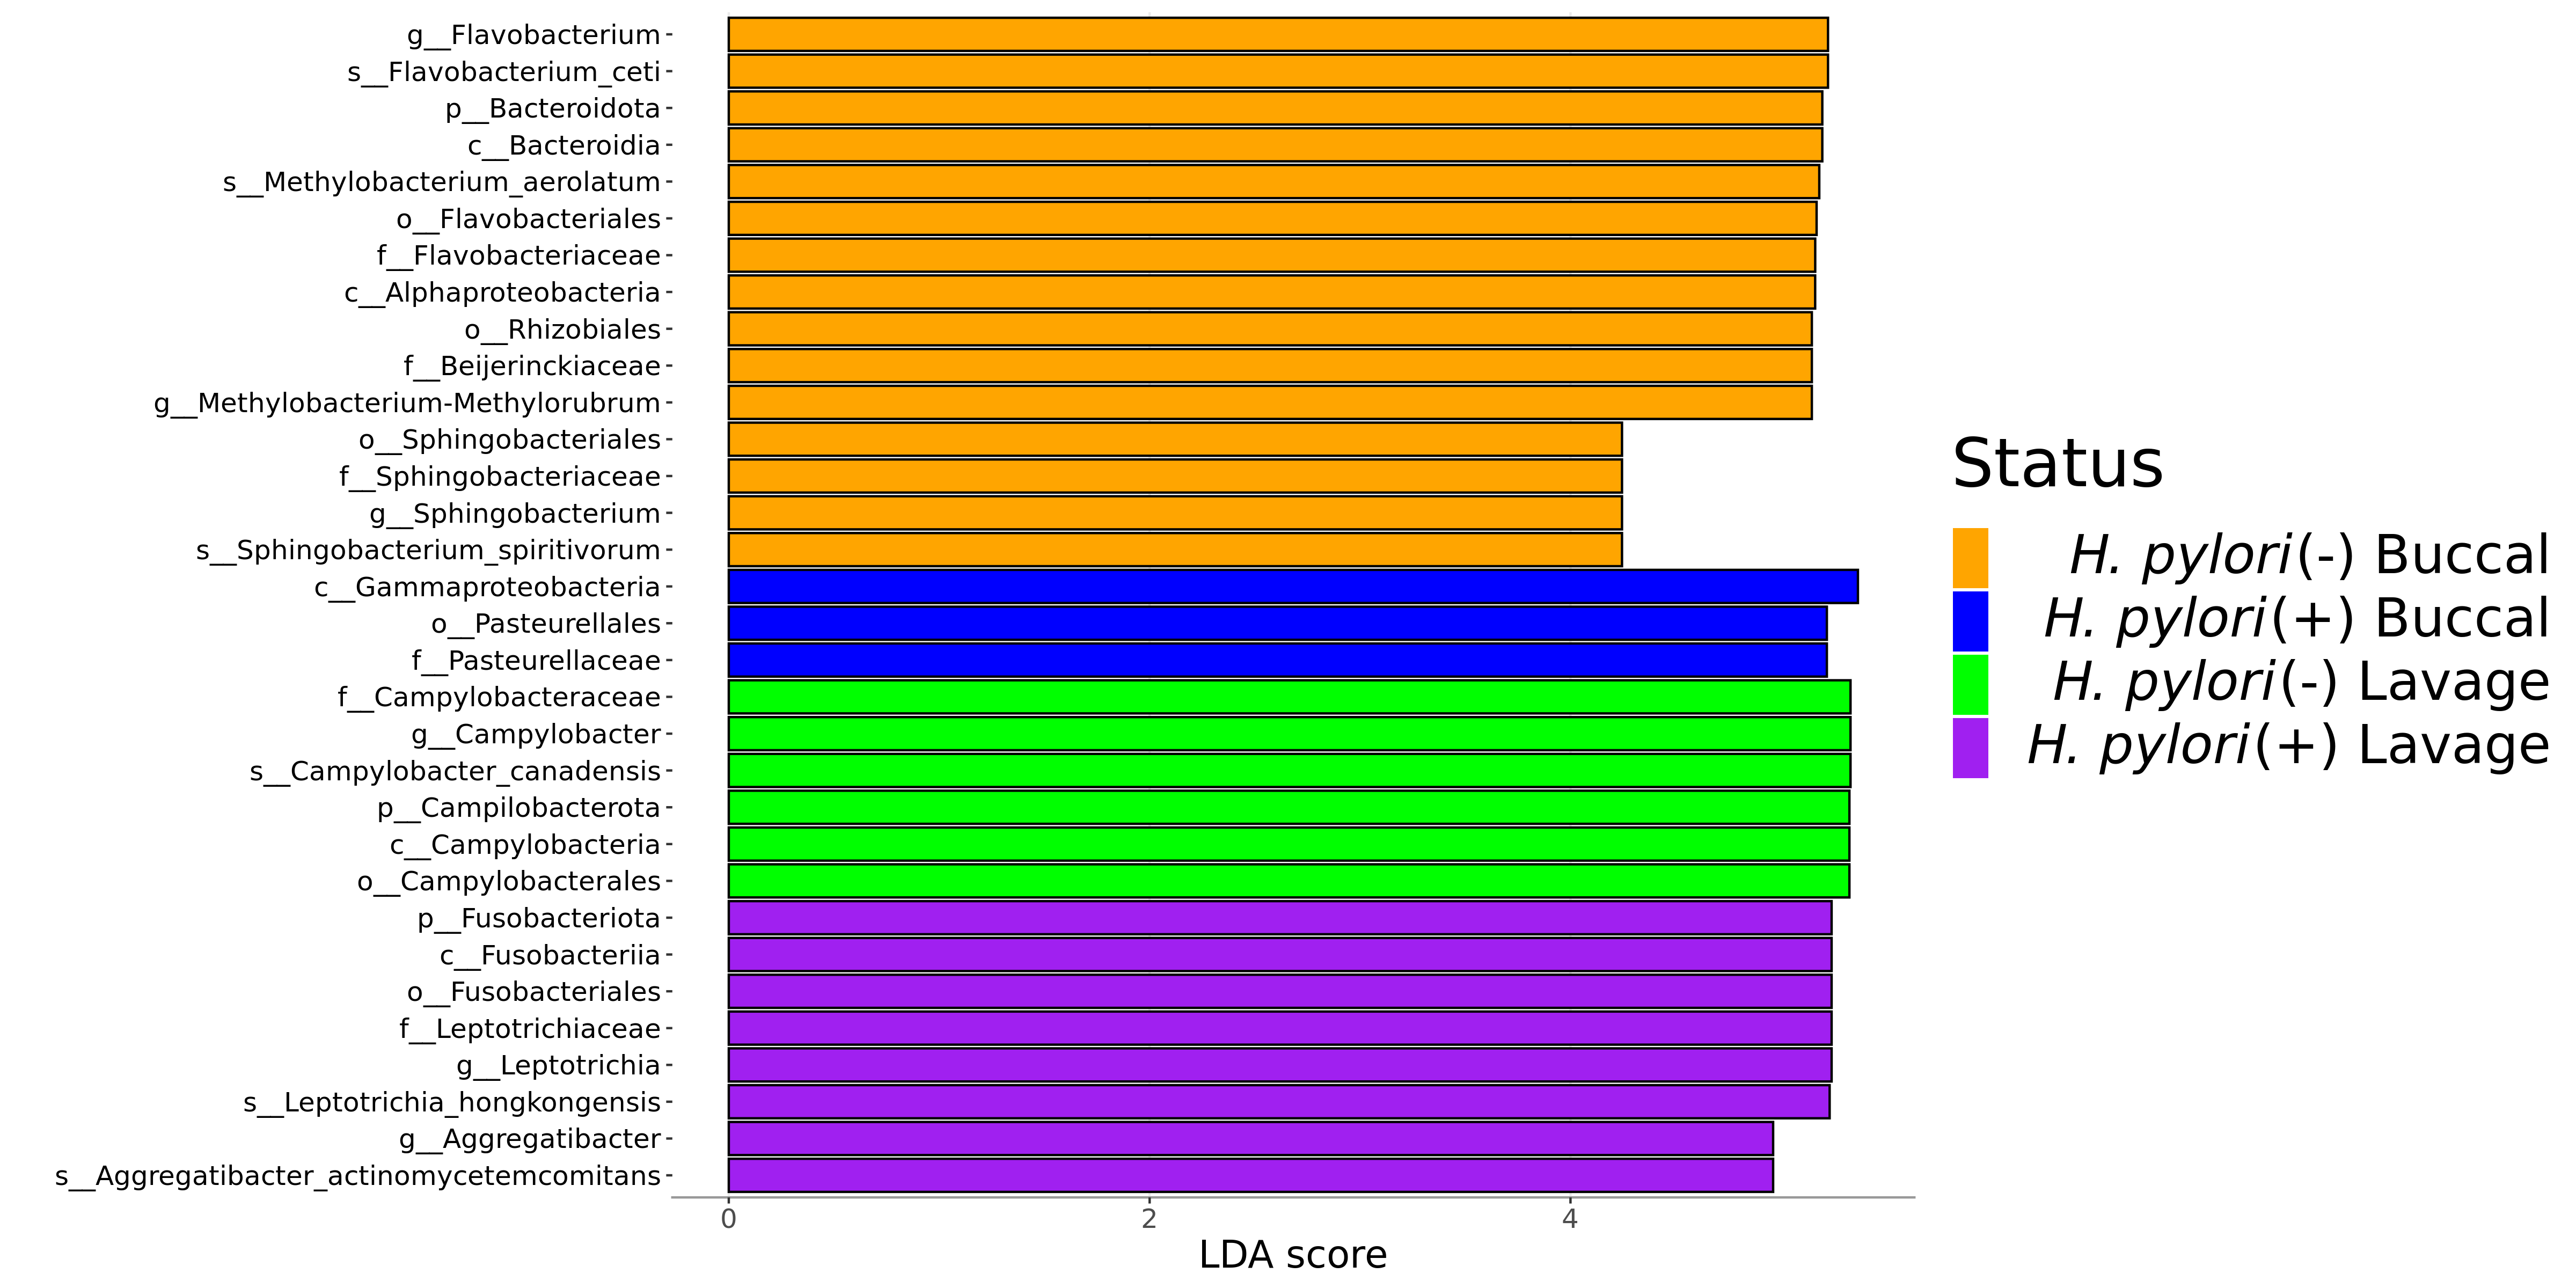 g__Flavobacterium
s__Flavobacterium_ceti
p__Bacteroidota
c__Bacteroidia
s__Methylobacterium_aerolatum
o__Flavobacteriales
f__Flavobacteriaceae
c__Alphaproteobacteria
o__Rhizobiales
f__Beijerinckiaceae
g__Methylobacterium-Methylorubrum
o__Sphingobacteriales
f__Sphingobacteriaceae
g__Sphingobacterium
s__Sphingobacterium_spiritivorum
c__Gammaproteobacteria
o__Pasteurellales
f__Pasteurellaceae
f__Campylobacteraceae
g__Campylobacter
s__Campylobacter_canadensis
p__Campilobacterota
c__Campylobacteria
o__Campylobacterales
p__Fusobacteriota
c__Fusobacteriia
o__Fusobacteriales
f__Leptotrichiaceae
g__Leptotrichia
s__Leptotrichia_hongkongensis
g__Aggregatibacter
s__Aggregatibacter_actinomycetemcomitans
0 2 4
LDA score
Status
H. pylori(-) Buccal
H. pylori(+) Buccal
H. pylori(-) Lavage
H. pylori(+) Lavage